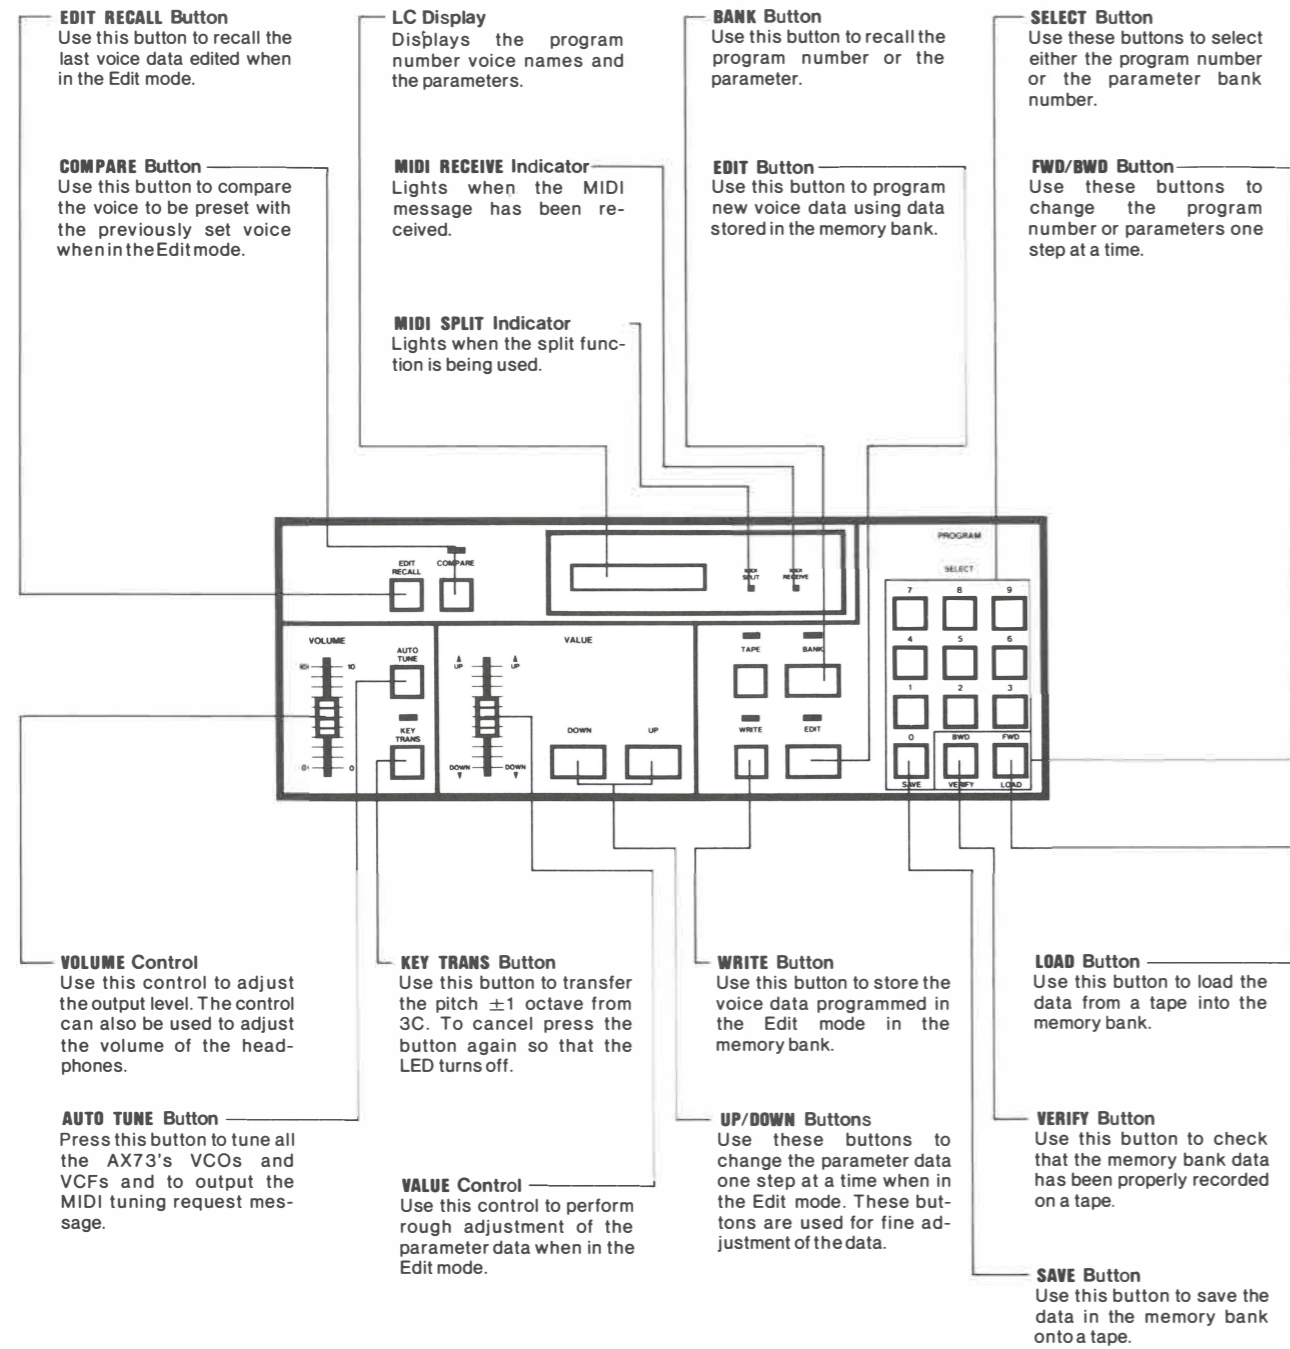 EDIT RECALL Button
Use this button to recall the
last voice data edited when
in the Edit mode.
LC Display
Displays the program
number voice names and
the parameters.
BANK Button
Use this button to recall the
program number or the
parameter.
SELECT Button
Use these buttons to select
either the program number
or the parameter bank
number.
COMPARE Button
Use this button to compare
the voice to be preset with
the previously set voice
when in the Edit mode.
MIDI RECEIVE Indicator
Lights when the MIDI
message has been re-
ceived.
EDIT Button
Use this button to program
new voice data using data
stored in the memory bank.
FWD/BWD Button
Use these buttons to
change the program
number or parameters one
step at a time.
MIDI SPLIT Indicator
Lights when the split func-
tion is being used.
EDIT
RECALL
COMPARE
MIDI
SPLIT
MIDI
RECEIVE
PROGRAM
SELECT
7 8 9
4 5 6
1 2 3
0 BWD FWD
SAVE VERIFY LOAD
VOLUME
10
0
AUTO
TUNE
KEY
TRANS
VALUE
UP UP
DOWN DOWN
DOWN UP
TAPE BANK
WRITE EDIT
VOLUME Control
Use this control to adjust
the output level. The control
can also be used to adjust
the volume of the head-
phones.
KEY TRANS Button
Use this button to transfer
the pitch ±1 octave from
3C. To cancel press the
button again so that the
LED turns off.
WRITE Button
Use this button to store the
voice data programmed in
the Edit mode in the
memory bank.
LOAD Button
Use this button to load the
data from a tape into the
memory bank.
AUTO TUNE Button
Press this button to tune all
the AX73's VCOs and
VCFs and to output the
MIDI tuning request mes-
sage.
VALUE Control
Use this control to perform
rough adjustment of the
parameter data when in the
Edit mode.
UP/DOWN Buttons
Use these buttons to
change the parameter data
one step at a time when in
the Edit mode. These but-
tons are used for fine ad-
justment of the data.
VERIFY Button
Use this button to check
that the memory bank data
has been properly recorded
on a tape.
SAVE Button
Use this button to save the
data in the memory bank
onto a tape.